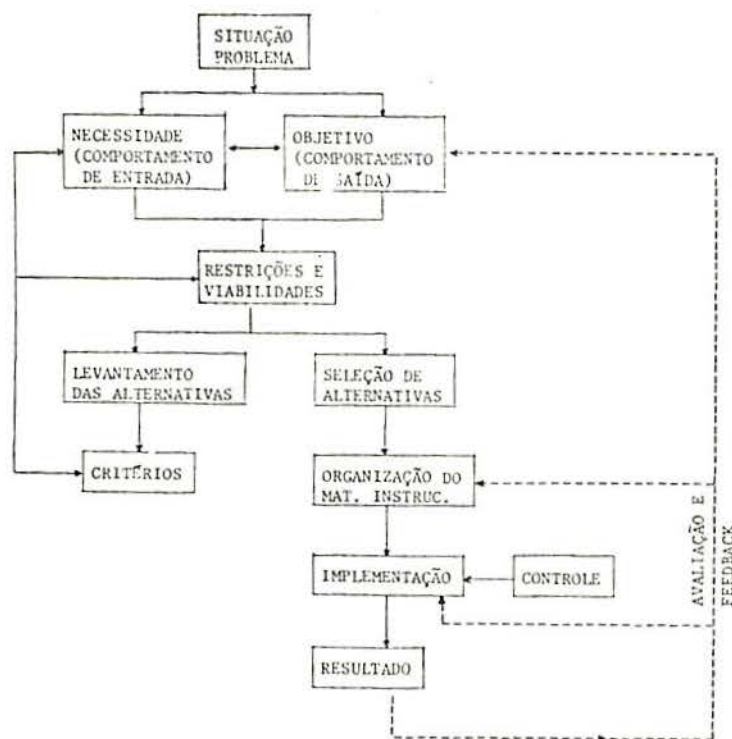 SITUAÇÃO
PROBLEMA
NECESSIDADE
(COMPORTAMENTO
DE ENTRADA)
OBJETIVO
(COMPORTAMENTO
DE SAÍDA)
RESTRIÇÕES E
VIABILIDADES
LEVANTAMENTO
DAS ALTERNATIVAS
SELEÇÃO DE
ALTERNATIVAS
CRITÉRIOS
ORGANIZAÇÃO DO
MAT. INSTRUC.
IMPLEMENTAÇÃO
CONTROLE
RESULTADO
AVALIAÇÃO E
FEEDBACK